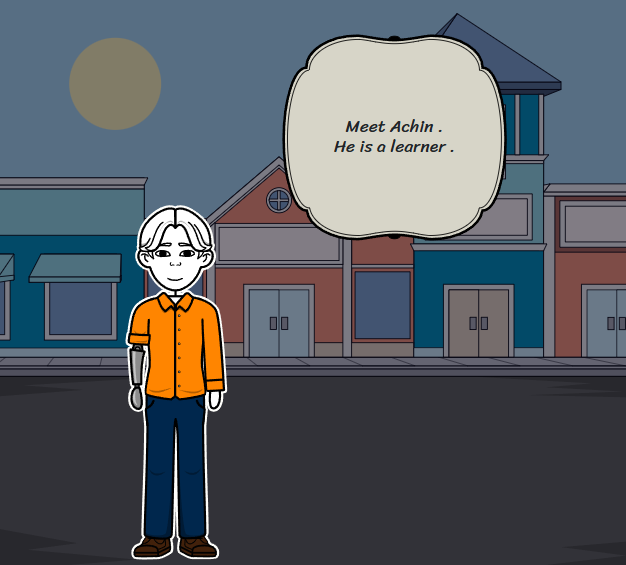 Meet Achin .
He is a learner .